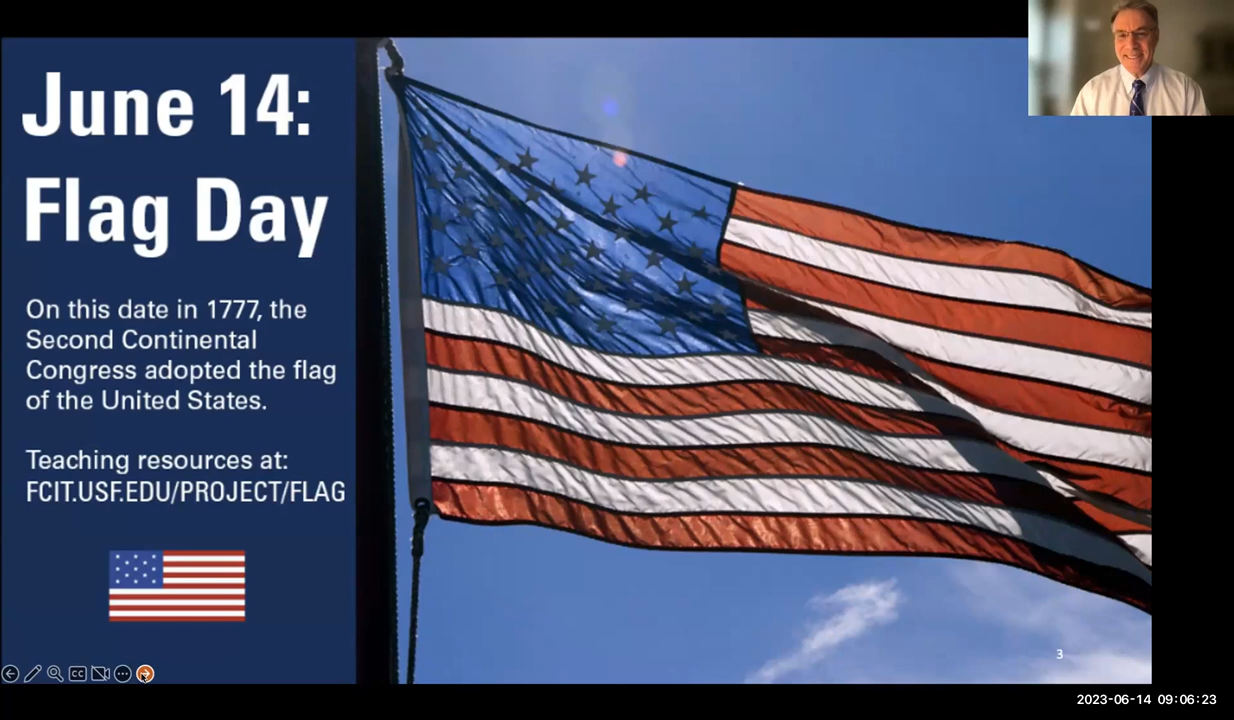 June 14:
Flag Day
On this date in 1777, the
Second Continental
Congress adopted the flag
of the United States.
Teaching resources at:
FCIT.USF.EDU/PROJECT/FLAG
CC
3
2023-06-14 09:06:23